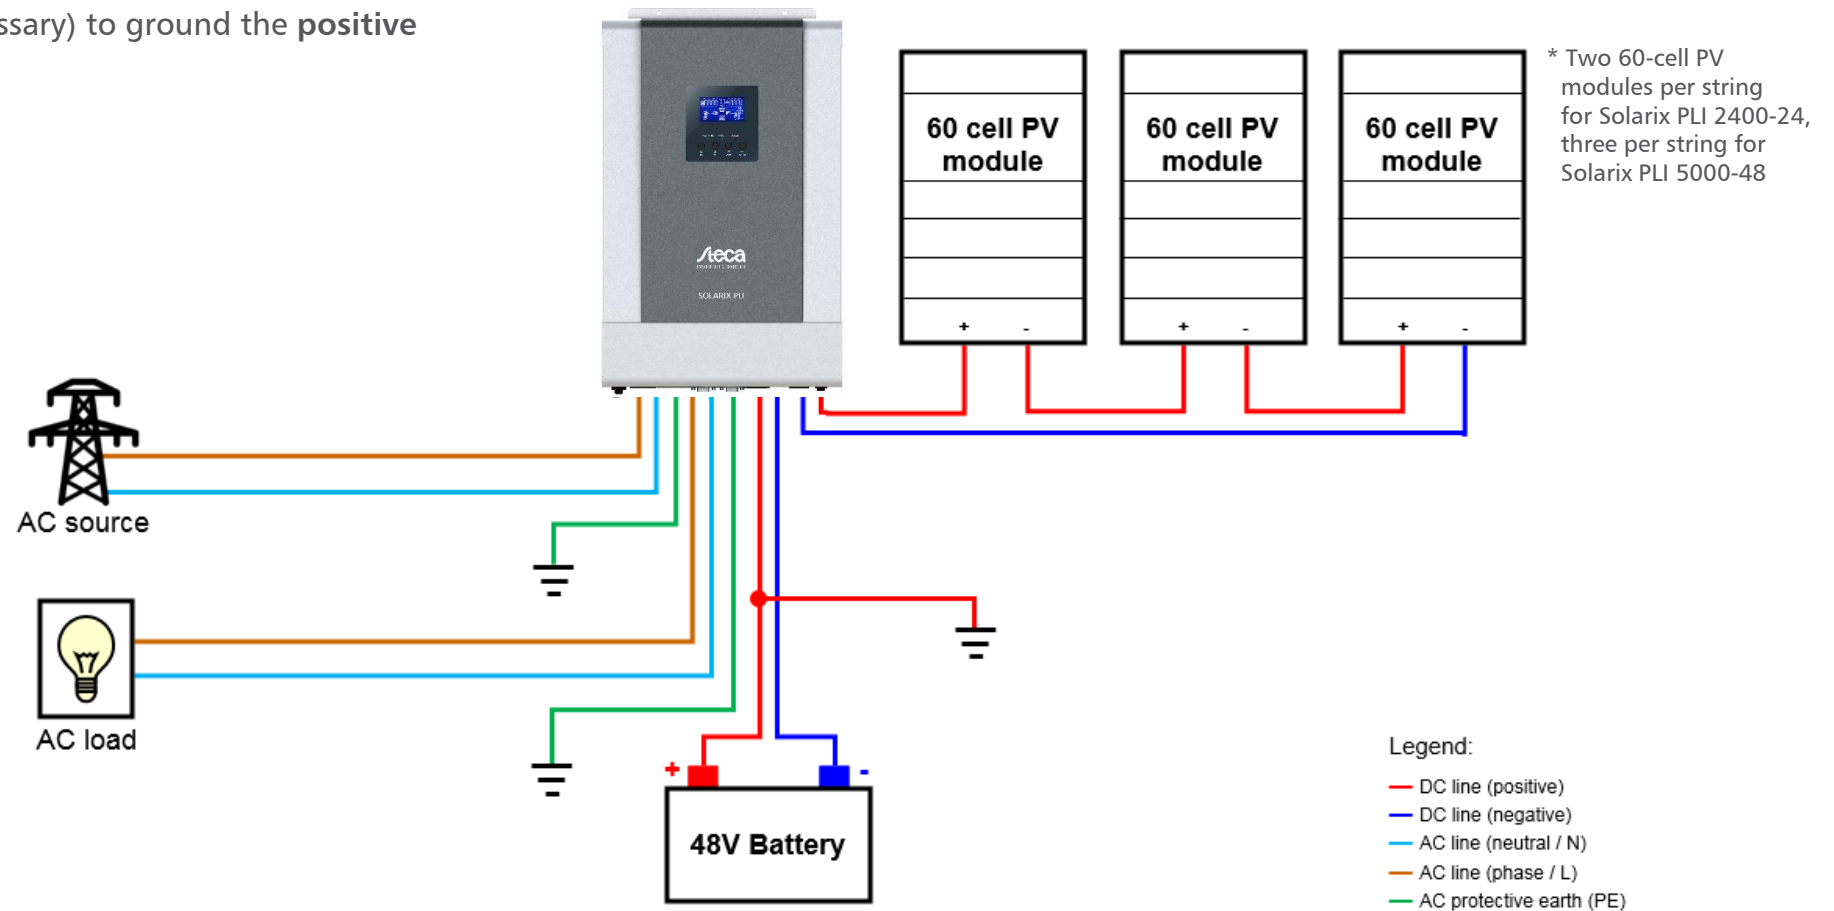 ssary) to ground the positive
* Two 60-cell PV
modules per string
for Solarix PLI 2400-24,
three per string for
Solarix PLI 5000-48
60 cell PV
module
60 cell PV
module
60 cell PV
module
+ -
+ -
+ -
Steca
SOLARIX PLI
AC source
AC load
+ -
48V Battery
Legend:
DC line (positive)
DC line (negative)
AC line (neutral / N)
AC line (phase / L)
AC protective earth (PE)